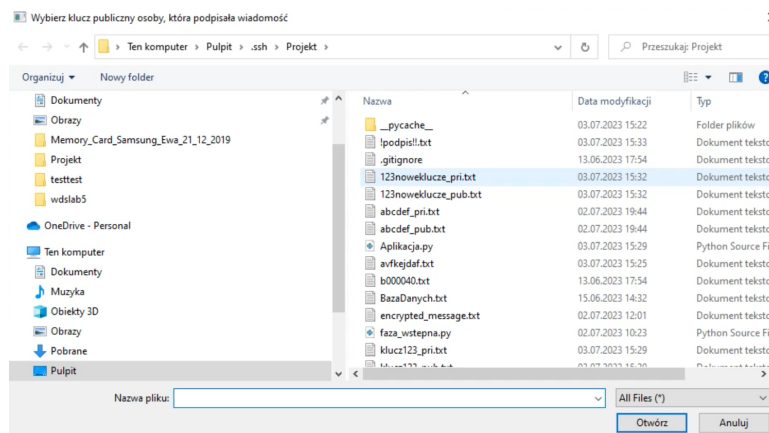 Wybierz klucz publiczny osoby, która podpisała wiadomość
Ten komputer > Pulpit > .ssh > Projekt >
Przeszukaj: Projekt
Organizuj
Nowy folder
Dokumenty
Obrazy
Memory_Card_Samsung_Ewa_21_12_2019
Projekt
testtest
wdslab5
OneDrive - Personal
Ten komputer
Dokumenty
Muzyka
Obiekty 3D
Obrazy
Pobrane
Pulpit
Nazwa Data modyfikacji Typ
__pycache__ 03.07.2023 15:22 Folder plików
!podpis!!.txt 03.07.2023 15:33 Dokument teksto
.gitignore 13.06.2023 17:54 Dokument teksto
123noweklucze_pri.txt 03.07.2023 15:32 Dokument teksto
123noweklucze_pub.txt 03.07.2023 15:32 Dokument teksto
abcdef_pri.txt 02.07.2023 19:44 Dokument teksto
abcdef_pub.txt 02.07.2023 19:44 Dokument teksto
Aplikacja.py 03.07.2023 15:29 Python Source Fi
avfkejdaf.txt 03.07.2023 15:25 Dokument teksto
b000040.txt 13.06.2023 17:54 Dokument teksto
BazaDanych.txt 15.06.2023 14:32 Dokument teksto
encrypted_message.txt 02.07.2023 12:01 Dokument teksto
faza_wstepna.py 02.07.2023 10:23 Python Source Fi
klucz123_pri.txt 03.07.2023 15:29 Dokument teksto
Nazwa pliku:
All Files (*)
Otwórz
Anuluj